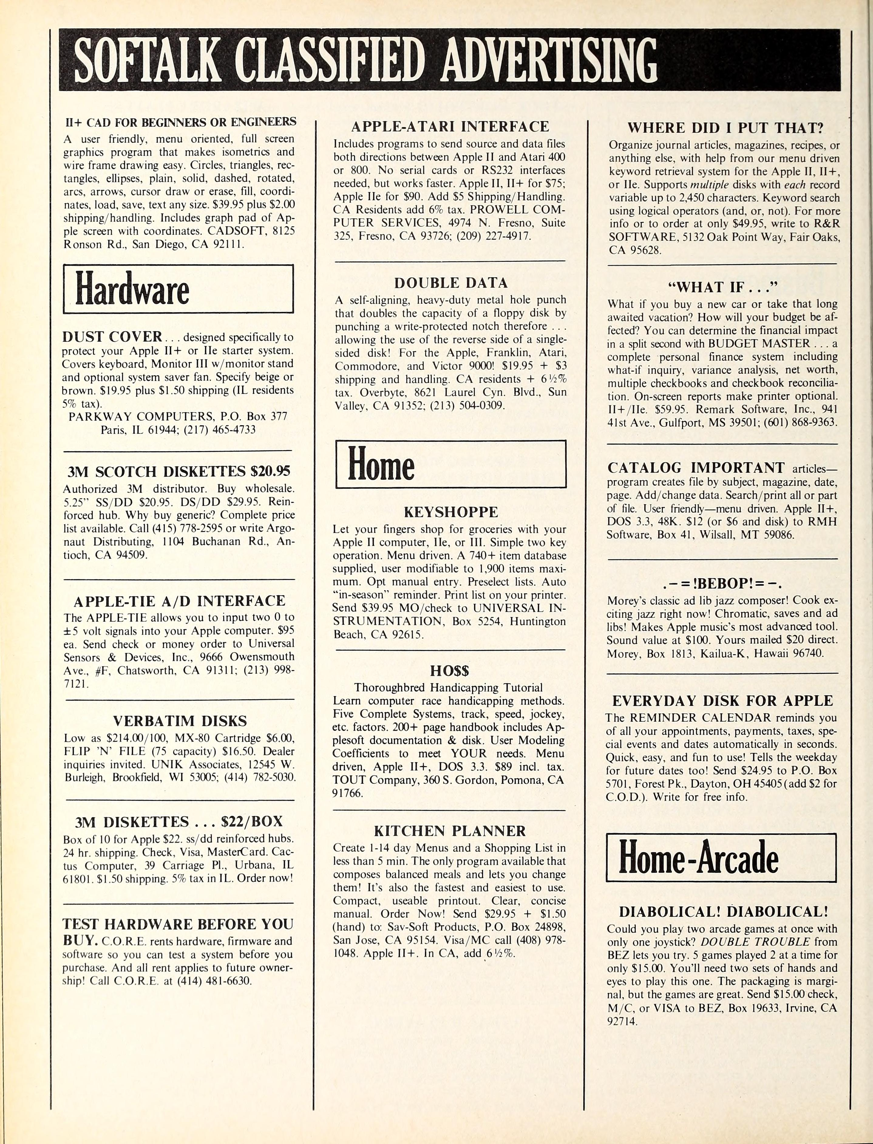 SOFTALK CLASSIFIED ADVERTISING
II+ CAD FOR BEGINNERS OR ENGINEERS
A user friendly, menu oriented, full screen
graphics program that makes isometrics and
wire frame drawing easy. Circles, triangles, rec-
tangles, ellipses, plain, solid, dashed, rotated,
arcs, arrows, cursor draw or erase, fill, coordi-
nates, load, save, text any size. $39.95 plus $2.00
shipping/handling. Includes graph pad of Ap-
ple screen with coordinates. CADSOFT, 8125
Ronson Rd., San Diego, CA 92111.
Hardware
DUST COVER . . . designed specifically to
protect your Apple II+ or IIe starter system.
Covers keyboard, Monitor III w/monitor stand
and optional system saver fan. Specify beige or
brown. $19.95 plus $1.50 shipping (IL residents
5% tax).
PARKWAY COMPUTERS, P.O. Box 377
Paris, IL 61944; (217) 465-4733
3M SCOTCH DISKETTES $20.95
Authorized 3M distributor. Buy wholesale.
5.25" SS/DD $20.95. DS/DD $29.95. Rein-
forced hub. Why buy generic? Complete price
list available. Call (415) 778-2595 or write Argo-
naut Distributing, 1104 Buchanan Rd., An-
tioch, CA 94509.
APPLE-TIE A/D INTERFACE
The APPLE-TIE allows you to input two 0 to
±5 volt signals into your Apple computer. $95
ea. Send check or money order to Universal
Sensors & Devices, Inc., 9666 Owensmouth
Ave., #F, Chatsworth, CA 91311; (213) 998-
7121.
VERBATIM DISKS
Low as $214.00/100, MX-80 Cartridge $6.00,
FLIP 'N' FILE (75 capacity) $16.50. Dealer
inquiries invited. UNIK Associates, 12545 W.
Burleigh, Brookfield, WI 53005; (414) 782-5030.
3M DISKETTES . . . $22/BOX
Box of 10 for Apple $22. ss/dd reinforced hubs.
24 hr. shipping. Check, Visa, MasterCard. Cac-
tus Computer, 39 Carriage Pl., Urbana, IL
61801. $1.50 shipping. 5% tax in IL. Order now!
TEST HARDWARE BEFORE YOU
BUY. C.O.R.E. rents hardware, firmware and
software so you can test a system before you
purchase. And all rent applies to future owner-
ship! Call C.O.R.E. at (414) 481-6630.
APPLE-ATARI INTERFACE
Includes programs to send source and data files
both directions between Apple II and Atari 400
or 800. No serial cards or RS232 interfaces
needed, but works faster. Apple II, II+ for $75;
Apple IIe for $90. Add $5 Shipping/Handling.
CA Residents add 6% tax. PROWELL COM-
PUTER SERVICES, 4974 N. Fresno, Suite
325, Fresno, CA 93726; (209) 227-4917.
DOUBLE DATA
A self-aligning, heavy-duty metal hole punch
that doubles the capacity of a floppy disk by
punching a write-protected notch therefore . . .
allowing the use of the reverse side of a single-
sided disk! For the Apple, Franklin, Atari,
Commodore, and Victor 9000! $19.95 + $3
shipping and handling. CA residents + 6½%
tax. Overbyte, 8621 Laurel Cyn. Blvd., Sun
Valley, CA 91352; (213) 504-0309.
Home
KEYSHOPPE
Let your fingers shop for groceries with your
Apple II computer, IIe, or III. Simple two key
operation. Menu driven. A 740+ item database
supplied, user modifiable to 1,900 items maxi-
mum. Opt manual entry. Preselect lists. Auto
"in-season" reminder. Print list on your printer.
Send $39.95 MO/check to UNIVERSAL IN-
STRUMENTATION, Box 5254, Huntington
Beach, CA 92615.
HO$$
Thoroughbred Handicapping Tutorial
Learn computer race handicapping methods.
Five Complete Systems, track, speed, jockey,
etc. factors. 200+ page handbook includes Ap-
plesoft documentation & disk. User Modeling
Coefficients to meet YOUR needs. Menu
driven, Apple II+, DOS 3.3. $89 incl. tax.
TOUT Company, 360 S. Gordon, Pomona, CA
91766.
KITCHEN PLANNER
Create 1-14 day Menus and a Shopping List in
less than 5 min. The only program available that
composes balanced meals and lets you change
them! It's also the fastest and easiest to use.
Compact, useable printout. Clear, concise
manual. Order Now! Send $29.95 + $1.50
(hand) to: Sav-Soft Products, P.O. Box 24898,
San Jose, CA 95154. Visa/MC call (408) 978-
1048. Apple II+. In CA, add 6½%.
WHERE DID I PUT THAT?
Organize journal articles, magazines, recipes, or
anything else, with help from our menu driven
keyword retrieval system for the Apple II, II+,
or IIe. Supports multiple disks with each record
variable up to 2,450 characters. Keyword search
using logical operators (and, or, not). For more
info or to order at only $49.95, write to R&R
SOFTWARE, 5132 Oak Point Way, Fair Oaks,
CA 95628.
"WHAT IF . . ."
What if you buy a new car or take that long
awaited vacation? How will your budget be af-
fected? You can determine the financial impact
in a split second with BUDGET MASTER . . . a
complete personal finance system including
what-if inquiry, variance analysis, net worth,
multiple checkbooks and checkbook reconcilia-
tion. On-screen reports make printer optional.
II+/IIe. $59.95. Remark Software, Inc., 941
41st Ave., Gulfport, MS 39501; (601) 868-9363.
CATALOG IMPORTANT articles—
program creates file by subject, magazine, date,
page. Add/change data. Search/print all or part
of file. User friendly—menu driven. Apple II+,
DOS 3.3, 48K. $12 (or $6 and disk) to RMH
Software, Box 41, Wilsall, MT 59086.
.–=!BEBOP!=–.
Morey's classic ad lib jazz composer! Cook ex-
citing jazz right now! Chromatic, saves and ad
libs! Makes Apple music's most advanced tool.
Sound value at $100. Yours mailed $20 direct.
Morey, Box 1813, Kailua-K, Hawaii 96740.
EVERYDAY DISK FOR APPLE
The REMINDER CALENDAR reminds you
of all your appointments, payments, taxes, spe-
cial events and dates automatically in seconds.
Quick, easy, and fun to use! Tells the weekday
for future dates too! Send $24.95 to P.O. Box
5701, Forest Pk., Dayton, OH 45405 (add $2 for
C.O.D.). Write for free info.
Home-Arcade
DIABOLICAL! DIABOLICAL!
Could you play two arcade games at once with
only one joystick? DOUBLE TROUBLE from
BEZ lets you try. 5 games played 2 at a time for
only $15.00. You'll need two sets of hands and
eyes to play this one. The packaging is margi-
nal, but the games are great. Send $15.00 check,
M/C, or VISA to BEZ, Box 19633, Irvine, CA
92714.